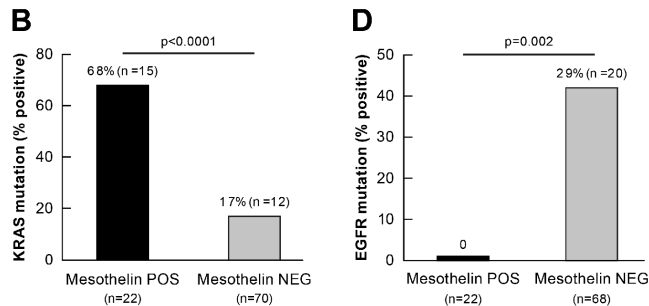 B
p<0.0001
80
60
40
20
0
KRAS mutation (% positive)
68% (n=15)
17% (n=12)
Mesothelin POS
(n=22)
Mesothelin NEG
(n=70)
D
p=0.002
50
40
30
20
10
0
EGFR mutation (% positive)
0
29% (n=20)
Mesothelin POS
(n=22)
Mesothelin NEG
(n=68)